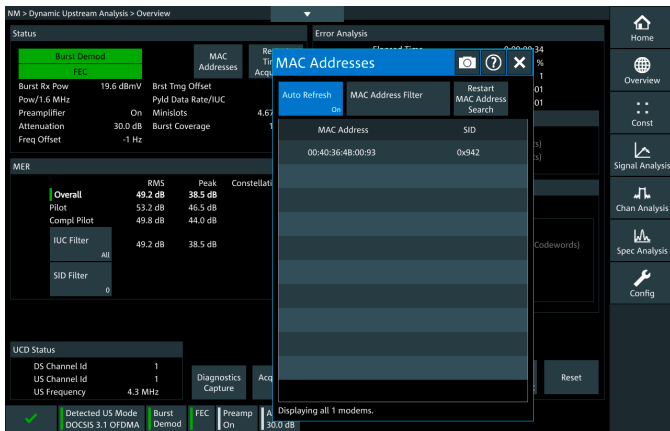 NM > Dynamic Upstream Analysis > Overview
Status
Error Analysis
Burst Demod
FEC
MAC
Addresses
Burst Rx Pow 19.6 dBmV Brst Tmg Offset
Pow/1.6 MHz Pyld Data Rate/IUC
Preamplifier On Minislots 4.67
Attenuation 30.0 dB Burst Coverage
Freq Offset -1 Hz
MER
RMS Peak
Overall 49.2 dB 38.5 dB
Pilot 53.2 dB 46.5 dB
Compl Pilot 49.8 dB 44.0 dB
IUC Filter
All
49.2 dB 38.5 dB
SID Filter
0
UCD Status
DS Channel Id 1
US Channel Id 1
US Frequency 4.3 MHz
Diagnostics
Capture
MAC Addresses
Auto Refresh
On
MAC Address Filter
Restart
MAC Address
Search
MAC Address SID
00:40:36:4B:00:93 0x942
Displaying all 1 modems.
%
Codewords)
Reset
Home
Overview
Const
Signal Analysis
Chan Analysis
Spec Analysis
Config
Detected US Mode
DOCSIS 3.1 OFDMA
Burst
Demod
FEC
Preamp
On
30.0 dB